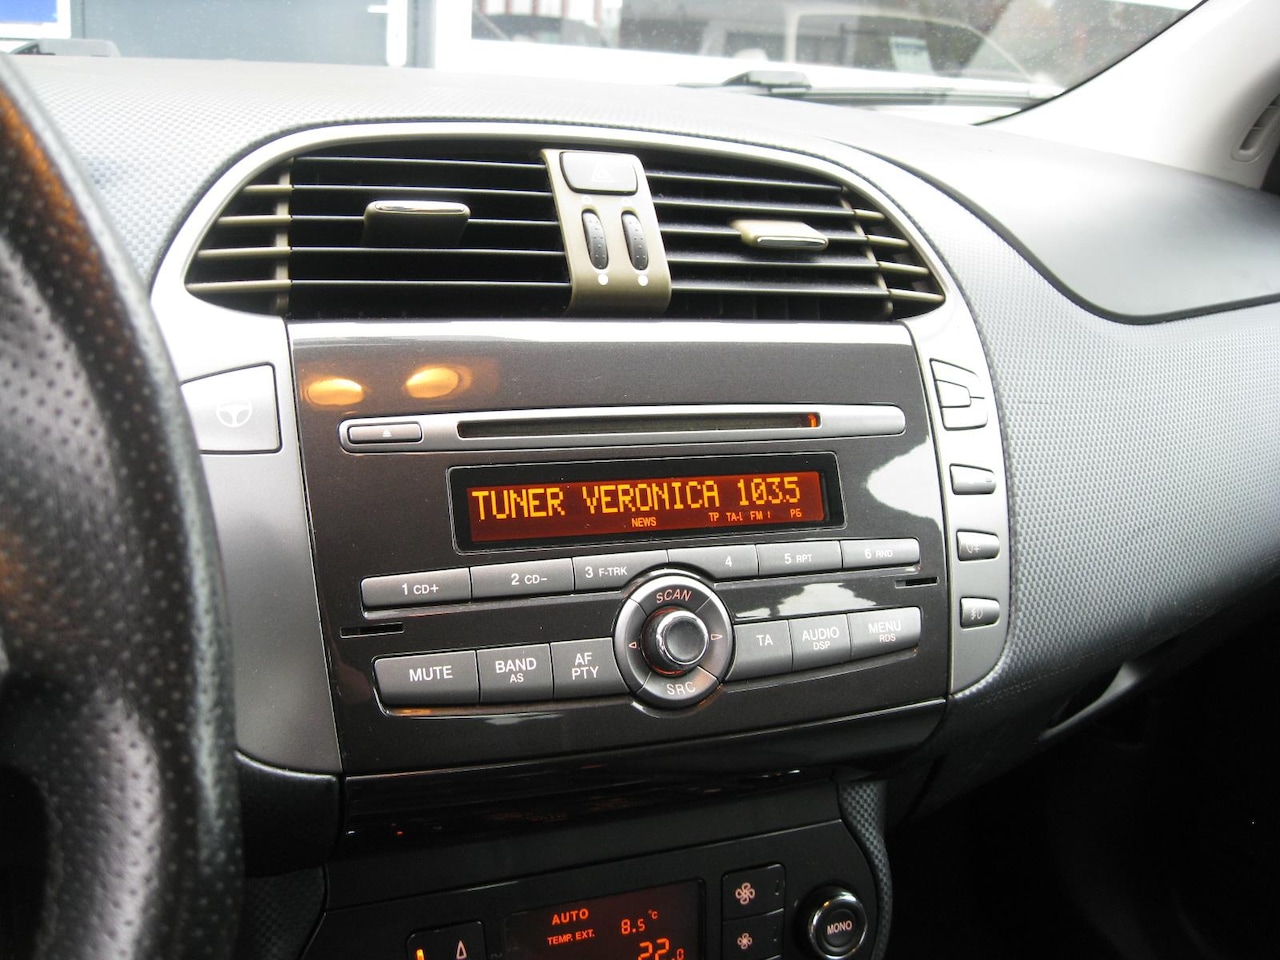 TUNER VERONICA 103.5
NEWS TP TA-L FM 1 P6
1 CD+ 2 CD- 3 F-TRK 4 5 RPT 6 RND
SCAN
MUTE BAND AS AF PTY TA AUDIO DSP MENU RDS
SRC
AUTO
TEMP. EXT. 8.5°C
22.0
MONO